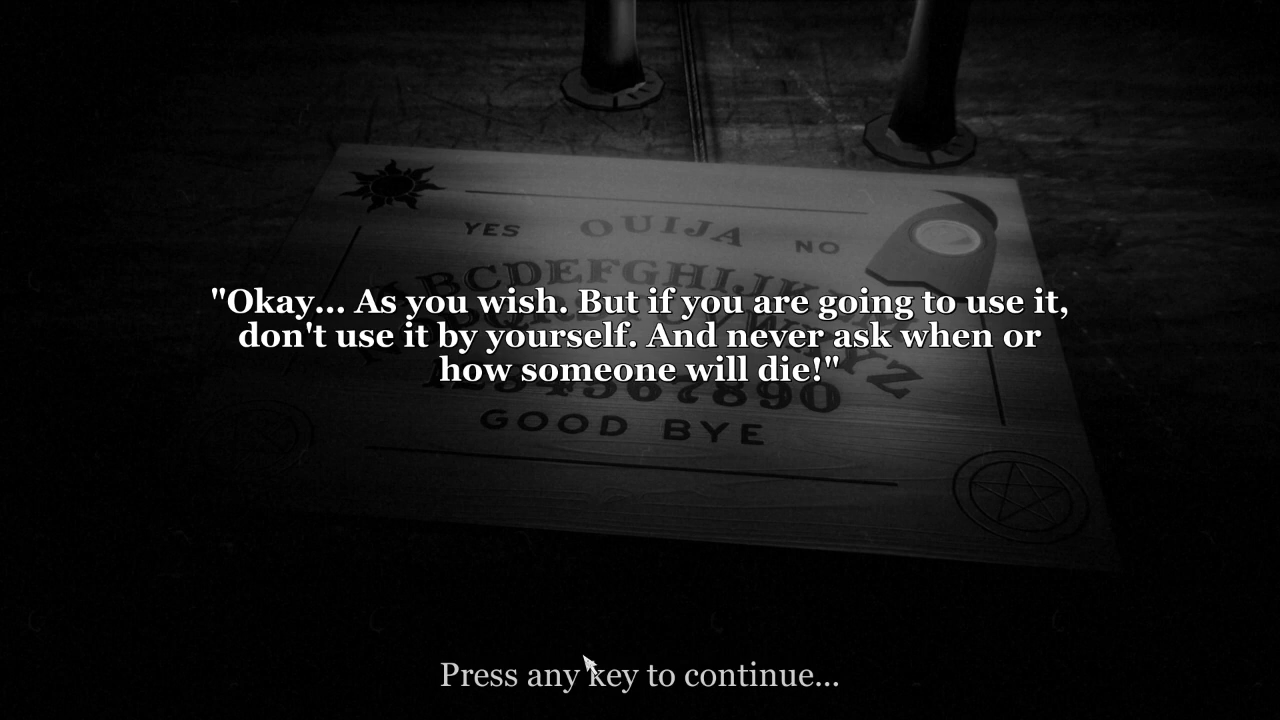 YES OUIJA NO
"Okay... As you wish. But if you are going to use it,
don't use it by yourself. And never ask when or
how someone will die!"
GOOD BYE
Press any key to continue...